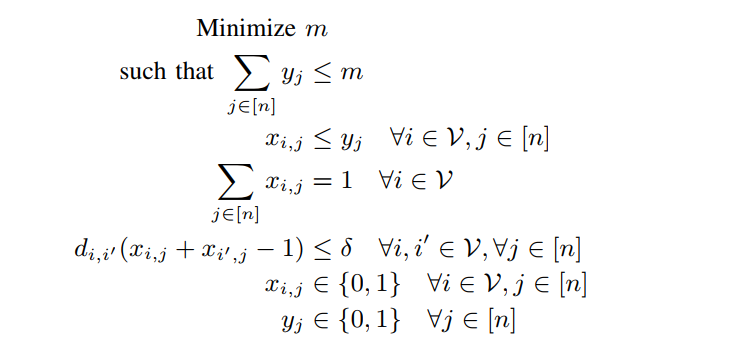 Minimize m
such that ∑_{j∈[n]} y_j ≤ m
x_{i,j} ≤ y_j ∀i ∈ 𝒱, j ∈ [n]
∑_{j∈[n]} x_{i,j} = 1 ∀i ∈ 𝒱
d_{i,i′}(x_{i,j} + x_{i′,j} − 1) ≤ δ ∀i, i′ ∈ 𝒱, ∀j ∈ [n]
x_{i,j} ∈ {0, 1} ∀i ∈ 𝒱, j ∈ [n]
y_j ∈ {0, 1} ∀j ∈ [n]